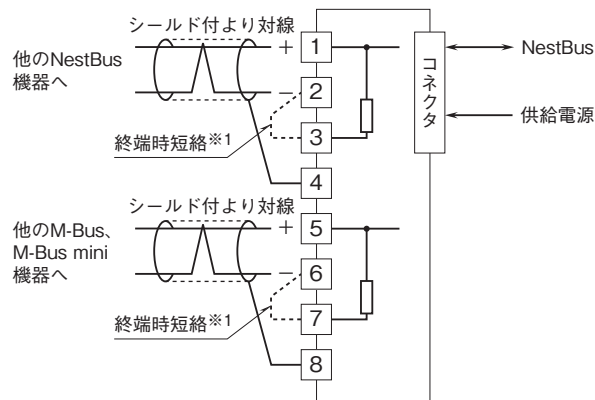 シールド付より対線
他のNestBus
機器へ
+ 1
− 2
3
終端時短絡※1
4
シールド付より対線
他のM-Bus、
M-Bus mini
機器へ
+ 5
− 6
7
終端時短絡※1
8
コネクタ
NestBus
供給電源